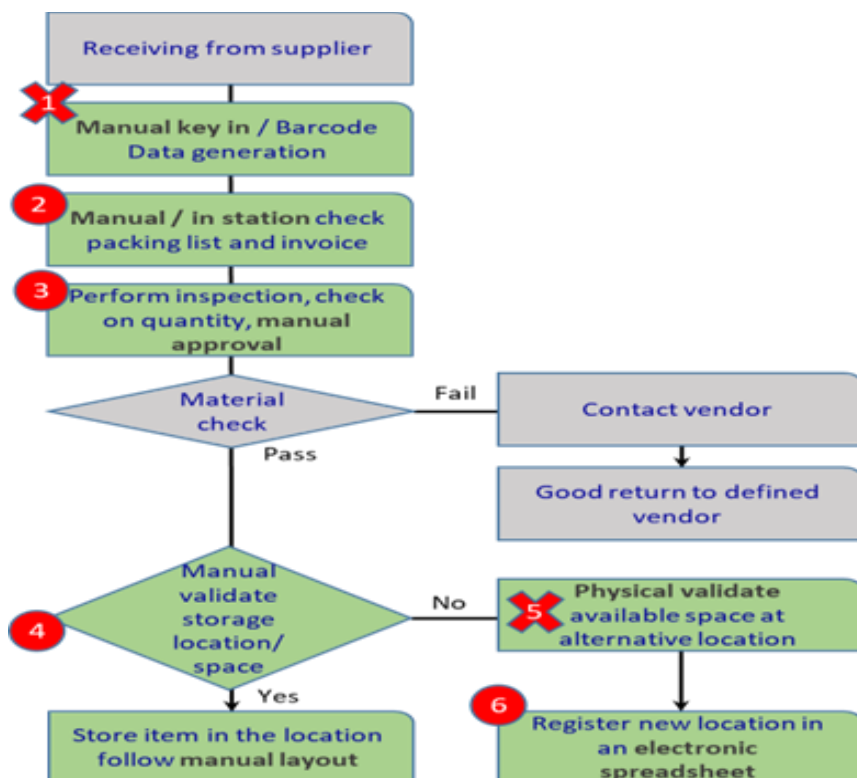 Receiving from supplier
1
Manual key in / Barcode
Data generation
2
Manual / in station check
packing list and invoice
3
Perform inspection, check
on quantity, manual
approval
Material
check
Fail
Contact vendor
Pass
Good return to defined
vendor
Manual
validate
storage
location/
space
4
No
5
Physical validate
available space at
alternative location
Yes
6
Store item in the location
follow manual layout
Register new location in
an electronic
spreadsheet